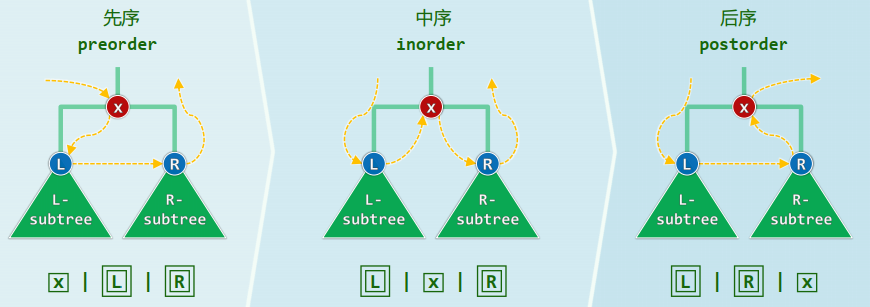 先序
preorder
x
L
R
L-
subtree
R-
subtree
x | L | R
中序
inorder
x
L
R
L-
subtree
R-
subtree
L | x | R
后序
postorder
x
L
R
L-
subtree
R-
subtree
L | R | x